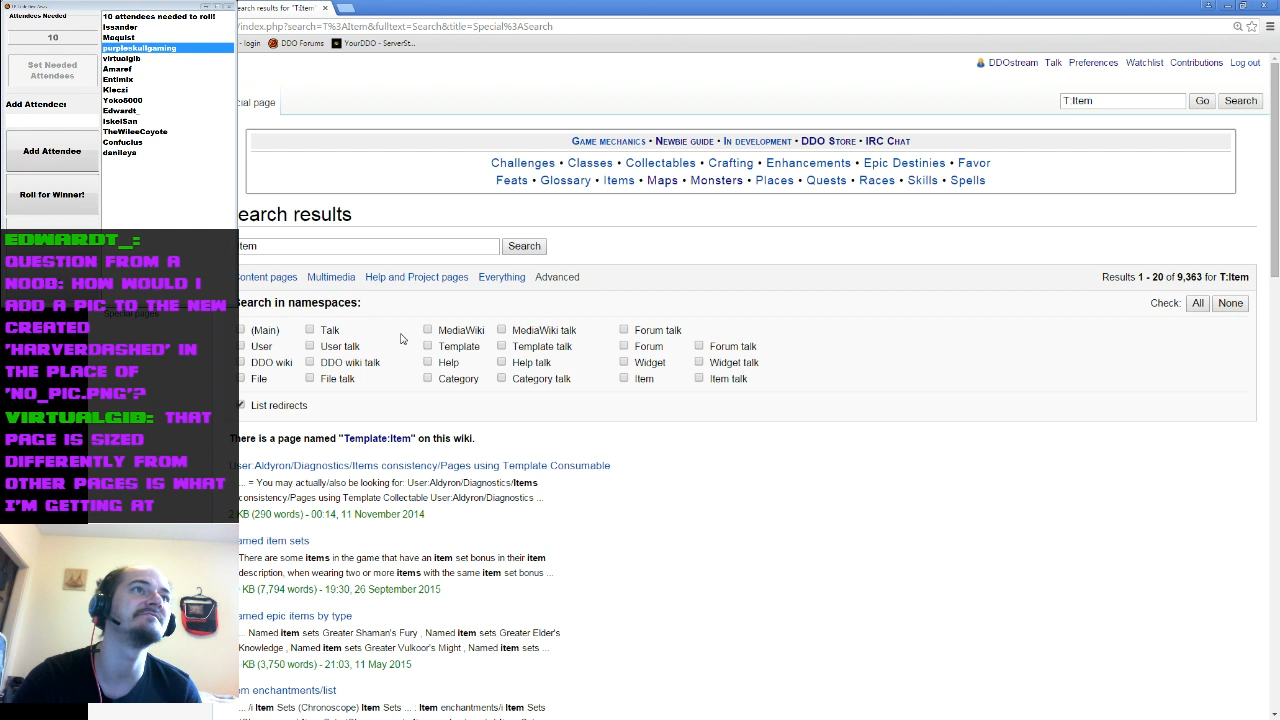 Attendees Needed
10
Set Needed
Attendees
Add Attendee:
Add Attendee
Roll for Winner!
10 attendees needed to roll!
Issander
Maquist
purpleskullgaming
virtualgib
Amaref
Entimix
Kleczi
Yoko5000
Edwardt_
IskelSan
TheWileeCoyote
Confucius
danileya
EDWARDT_:
QUESTION FROM A
NOOB: HOW WOULD I
ADD A PIC TO THE NEW
CREATED
'HARVERDASHED' IN
THE PLACE OF
'NO_PIC.PNG'?
VIRTUALGIB: THAT
PAGE IS SIZED
DIFFERENTLY FROM
OTHER PAGES IS WHAT
I'M GETTING AT
Special pages
search results for "T:Item"
/index.php?search=T%3AItem&fulltext=Search&title=Special%3ASearch
- login DDO Forums YourDDO - ServerSt...
DDOstream Talk Preferences Watchlist Contributions Log out
cial page
T:Item Go Search
GAME MECHANICS • NEWBIE GUIDE • IN DEVELOPMENT • DDO STORE • IRC CHAT
Challenges • Classes • Collectables • Crafting • Enhancements • Epic Destinies • Favor
Feats • Glossary • Items • Maps • Monsters • Places • Quests • Races • Skills • Spells
earch results
Item Search
ontent pages Multimedia Help and Project pages Everything Advanced Results 1 - 20 of 9,363 for T:Item
earch in namespaces: Check: All None
(Main) Talk MediaWiki MediaWiki talk Forum talk
User User talk Template Template talk Forum Forum talk
DDO wiki DDO wiki talk Help Help talk Widget Widget talk
File File talk Category Category talk Item Item talk
List redirects
There is a page named "Template:Item" on this wiki.
User:Aldyron/Diagnostics/Items consistency/Pages using Template Consumable
... = You may actually/also be looking for: User:Aldyron/Diagnostics/Items
consistency/Pages using Template Collectable User:Aldyron/Diagnostics ...
2 KB (290 words) - 00:14, 11 November 2014
amed item sets
There are some items in the game that have an item set bonus in their item
description, when wearing two or more items with the same item set bonus ...
KB (7,794 words) - 19:30, 26 September 2015
amed epic items by type
... Named item sets Greater Shaman's Fury , Named item sets Greater Elder's
Knowledge , Named item sets Greater Vulkoor's Might , Named item sets ...
KB (3,750 words) - 21:03, 11 May 2015
em enchantments/list
.../i Item Sets (Chronoscope) Item Sets ... Item enchantments/i Item Sets